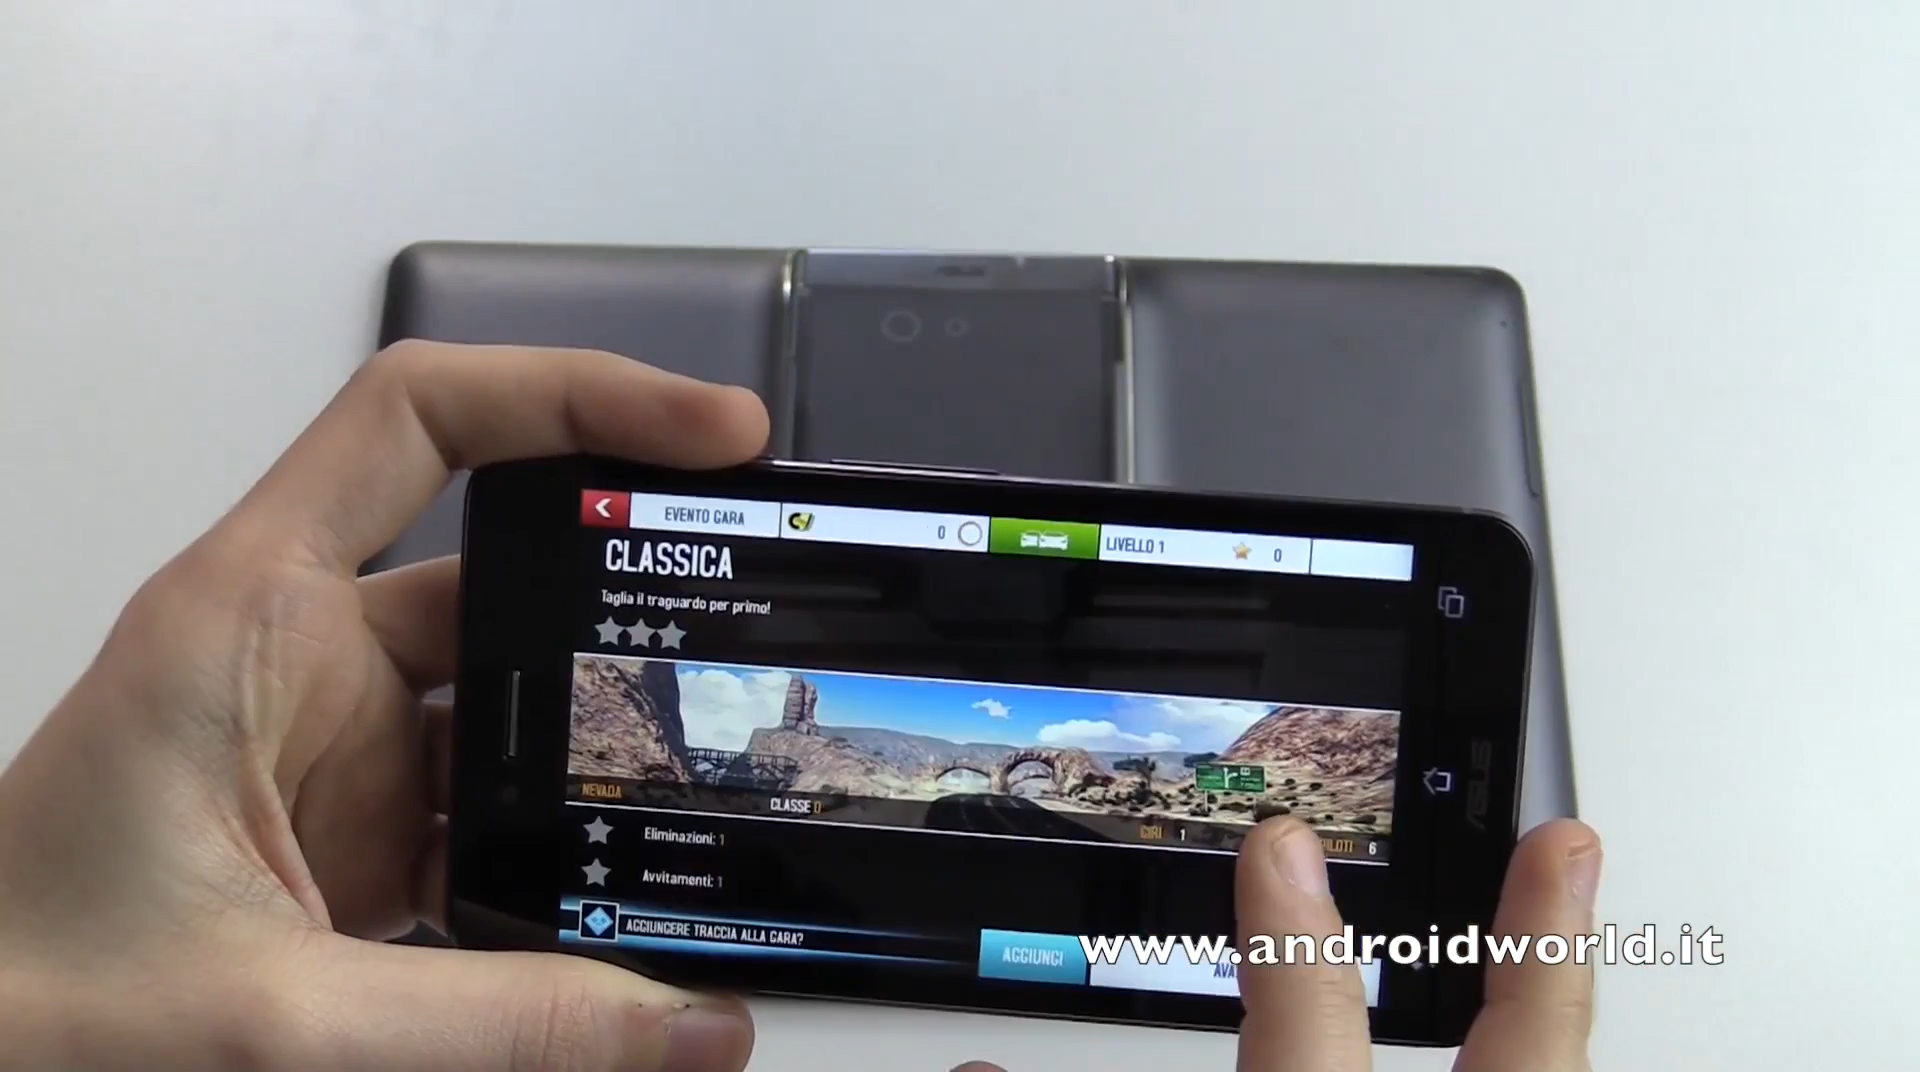 EVENTO GARA
0
LIVELLO 1
0
CLASSICA
Taglia il traguardo per primo!
NEVADA
CLASSE D
GIRI 1
PILOTI 6
Eliminazioni: 1
Avvitamenti: 1
AGGIUNGERE TRACCIA ALLA GARA?
AGGIUNGI
www.androidworld.it
ASUS